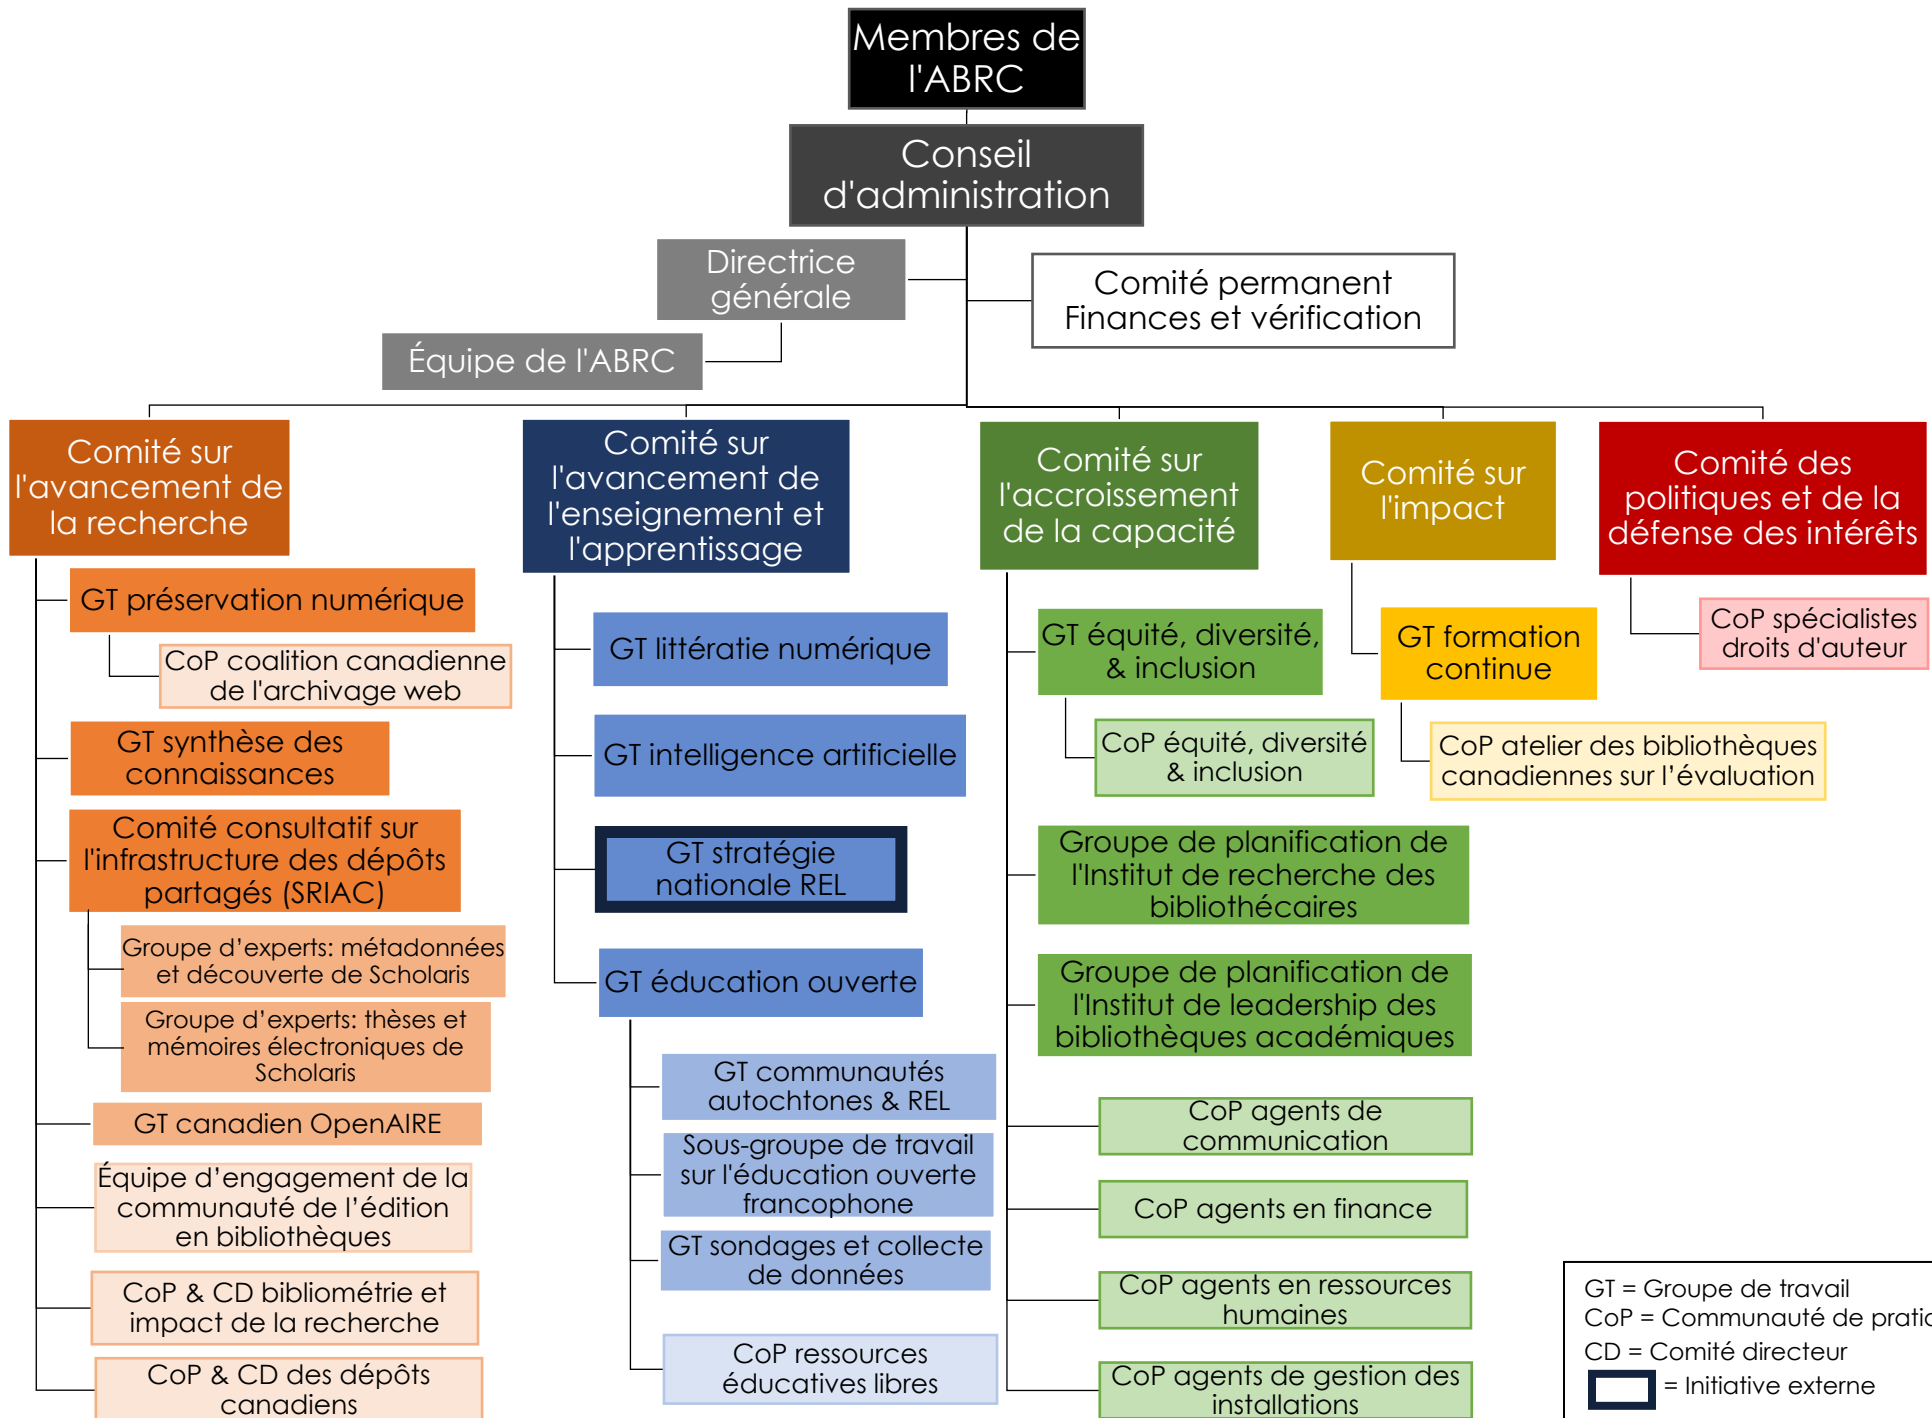 Membres de
l'ABRC
Conseil
d'administration
Directrice
générale
Comité permanent
Finances et vérification
Équipe de l'ABRC
Comité sur
l'avancement de
la recherche
GT préservation numérique
CoP coalition canadienne
de l'archivage web
GT synthèse des
connaissances
Comité consultatif sur
l'infrastructure des dépôts
partagés (SRIAC)
Groupe d’experts: métadonnées
et découverte de Scholaris
Groupe d’experts: thèses et
mémoires électroniques de
Scholaris
GT canadien OpenAIRE
Équipe d’engagement de la
communauté de l’édition
en bibliothèques
CoP & CD bibliométrie et
impact de la recherche
CoP & CD des dépôts
canadiens
Comité sur
l'avancement de
l'enseignement et
l'apprentissage
GT littératie numérique
GT intelligence artificielle
GT stratégie
nationale REL
GT éducation ouverte
GT communautés
autochtones & REL
Sous-groupe de travail
sur l'éducation ouverte
francophone
GT sondages et collecte
de données
CoP ressources
éducatives libres
Comité sur
l'accroissement
de la capacité
GT équité, diversité,
& inclusion
CoP équité, diversité
& inclusion
Groupe de planification de
l'Institut de recherche des
bibliothécaires
Groupe de planification de
l'Institut de leadership des
bibliothèques académiques
CoP agents de
communication
CoP agents en finance
CoP agents en ressources
humaines
CoP agents de gestion des
installations
Comité sur
l'impact
GT formation
continue
CoP atelier des bibliothèques
canadiennes sur l’évaluation
Comité des
politiques et de la
défense des intérêts
CoP spécialistes
droits d'auteur
GT = Groupe de travail
CoP = Communauté de
CD = Comité directeur
= Initiative externe